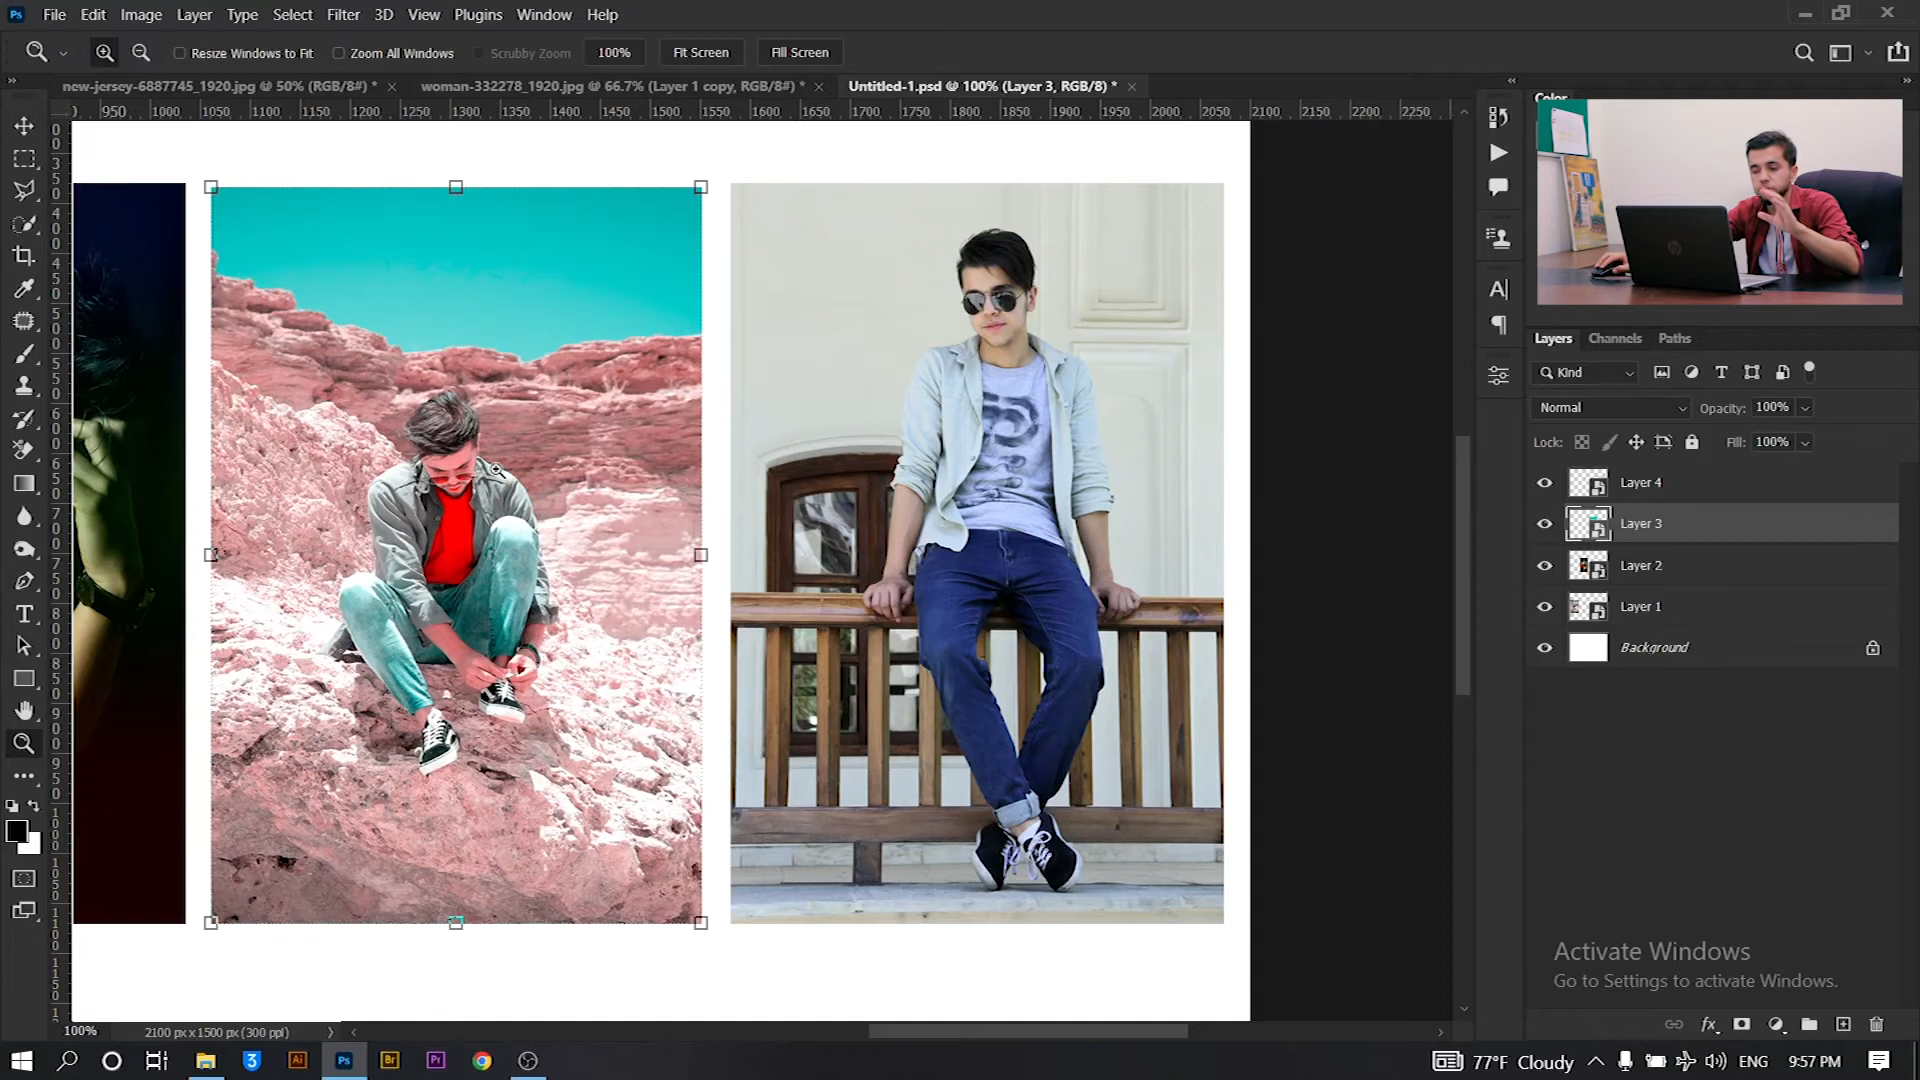 Ps File Edit Image Layer Type Select Filter 3D View Plugins Window Help
Resize Windows to Fit Zoom All Windows Scrubby Zoom 100% Fit Screen Fill Screen
new-jersey-6887745_1920.jpg @ 50% (RGB/8#) * woman-332278_1920.jpg @ 66.7% (Layer 1 copy, RGB/8#) * Untitled-1.psd @ 100% (Layer 3, RGB/8) *
950 1000 1050 1100 1150 1200 1250 1300 1350 1400 1450 1500 1550 1600 1650 1700 1750 1800 1850 1900 1950 2000 2050 2100 2150 2200 2250
Color
Layers Channels Paths
Kind
Normal Opacity: 100%
Lock: Fill: 100%
Layer 4
Layer 3
Layer 2
Layer 1
Background
Activate Windows
Go to Settings to activate Windows.
100% 2100 px x 1500 px (300 ppi)
Ai Ps Br Pr 77°F Cloudy ENG 9:57 PM